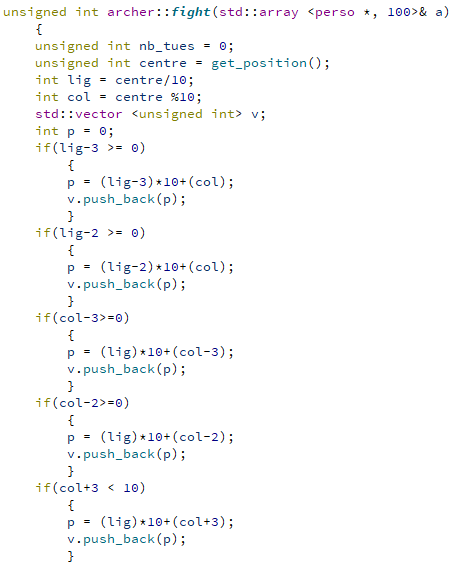 unsigned int archer::fight(std::array <perso *, 100>& a)
{
unsigned int nb_tues = 0;
unsigned int centre = get_position();
int lig = centre/10;
int col = centre %10;
std::vector <unsigned int> v;
int p = 0;
if(lig-3 >= 0)
{
p = (lig-3)*10+(col);
v.push_back(p);
}
if(lig-2 >= 0)
{
p = (lig-2)*10+(col);
v.push_back(p);
}
if(col-3>=0)
{
p = (lig)*10+(col-3);
v.push_back(p);
}
if(col-2>=0)
{
p = (lig)*10+(col-2);
v.push_back(p);
}
if(col+3 < 10)
{
p = (lig)*10+(col+3);
v.push_back(p);
}